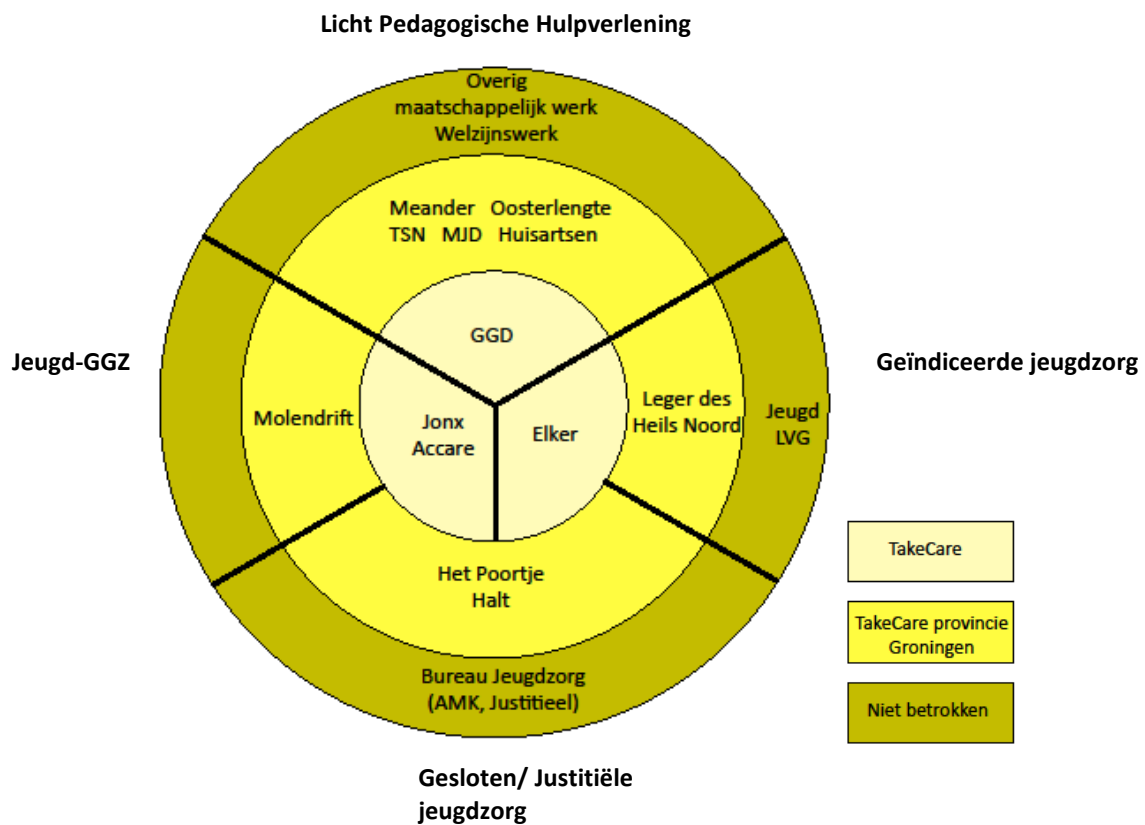 Licht Pedagogische Hulpverlening
Overig
maatschappelijk werk
Welzijnswerk
Meander Oosterlengte
TSN MJD Huisartsen
GGD
Jeugd-GGZ
Geïndiceerde jeugdzorg
Molendrift
Jonx
Accare
Elker
Leger des
Heils Noord
Jeugd
LVG
Het Poortje
Halt
Bureau Jeugdzorg
(AMK, Justitieel)
TakeCare
TakeCare provincie
Groningen
Niet betrokken
Gesloten/ Justitiële
jeugdzorg